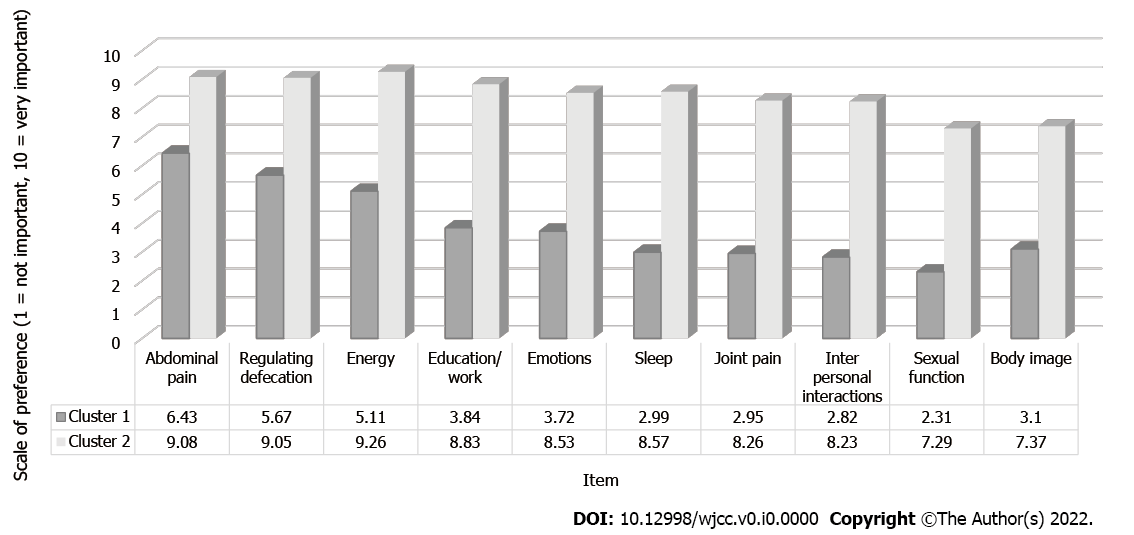 Scale of preference (1 = not important, 10 = very important)
10
9
8
7
6
5
4
3
2
1
0
Abdominal
pain
Regulating
defecation
Energy
Education/
work
Emotions
Sleep
Joint pain
Inter
personal
interactions
Sexual
function
Body image
Cluster 1 6.43 5.67 5.11 3.84 3.72 2.99 2.95 2.82 2.31 3.1
Cluster 2 9.08 9.05 9.26 8.83 8.53 8.57 8.26 8.23 7.29 7.37
Item
DOI: 10.12998/wjcc.v0.i0.0000 Copyright ©The Author(s) 2022.